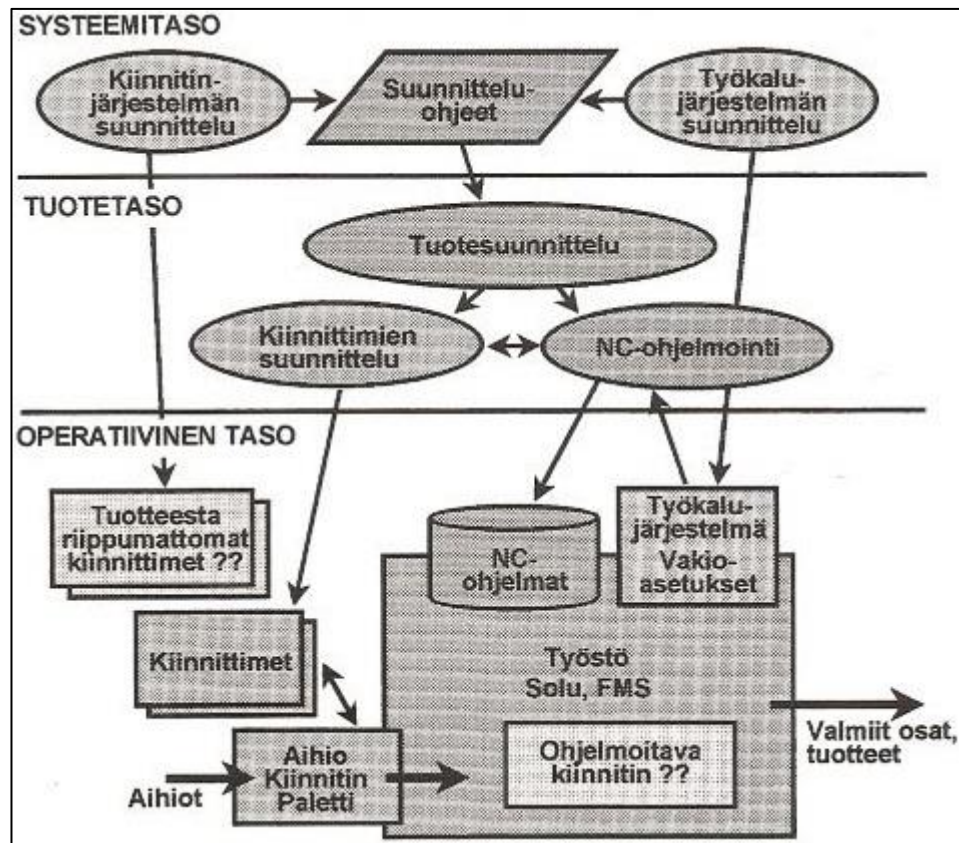 SYSTEEMITASO
Kiinnitin-
järjestelmän
suunnittelu
Suunnittelu-
ohjeet
Työkalu-
järjestelmän
suunnittelu
TUOTETASO
Tuotesuunnittelu
Kiinnittimien
suunnittelu
NC-ohjelmointi
OPERATIIVINEN TASO
Tuotteesta
riippumattomat
kiinnittimet ??
NC-
ohjelmat
Työkalu-
järjestelmä
Vakio-
asetukset
Kiinnittimet
Työstö
Solu, FMS
Aihiot
Aihio
Kiinnitin
Paletti
Ohjelmoitava
kiinnitin ??
Valmiit osat,
tuotteet